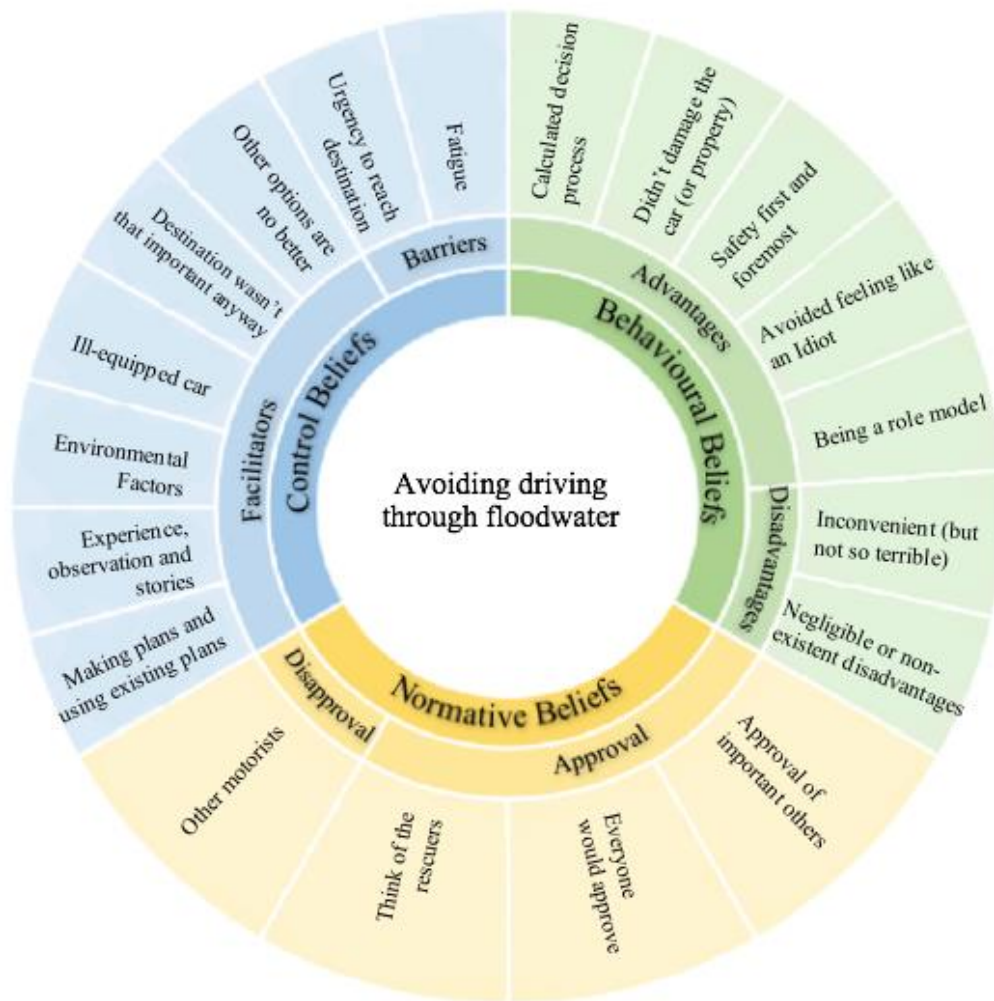 Avoiding driving
through floodwater
Behavioural Beliefs
Advantages
Calculated decision
process
Didn't damage the
car (or property)
Safety first and
foremost
Avoided feeling like
an Idiot
Being a role model
Disadvantages
Inconvenient (but
not so terrible)
Negligible or non-
existent disadvantages
Normative Beliefs
Approval
Approval of
important others
Everyone
would approve
Think of the
rescuers
Disapproval
Other motorists
Control Beliefs
Facilitators
Making plans and
using existing plans
Experience,
observation and
stories
Environmental
Factors
Ill-equipped car
Destination wasn't
that important anyway
Other options are
no better
Barriers
Urgency to reach
destination
Fatigue